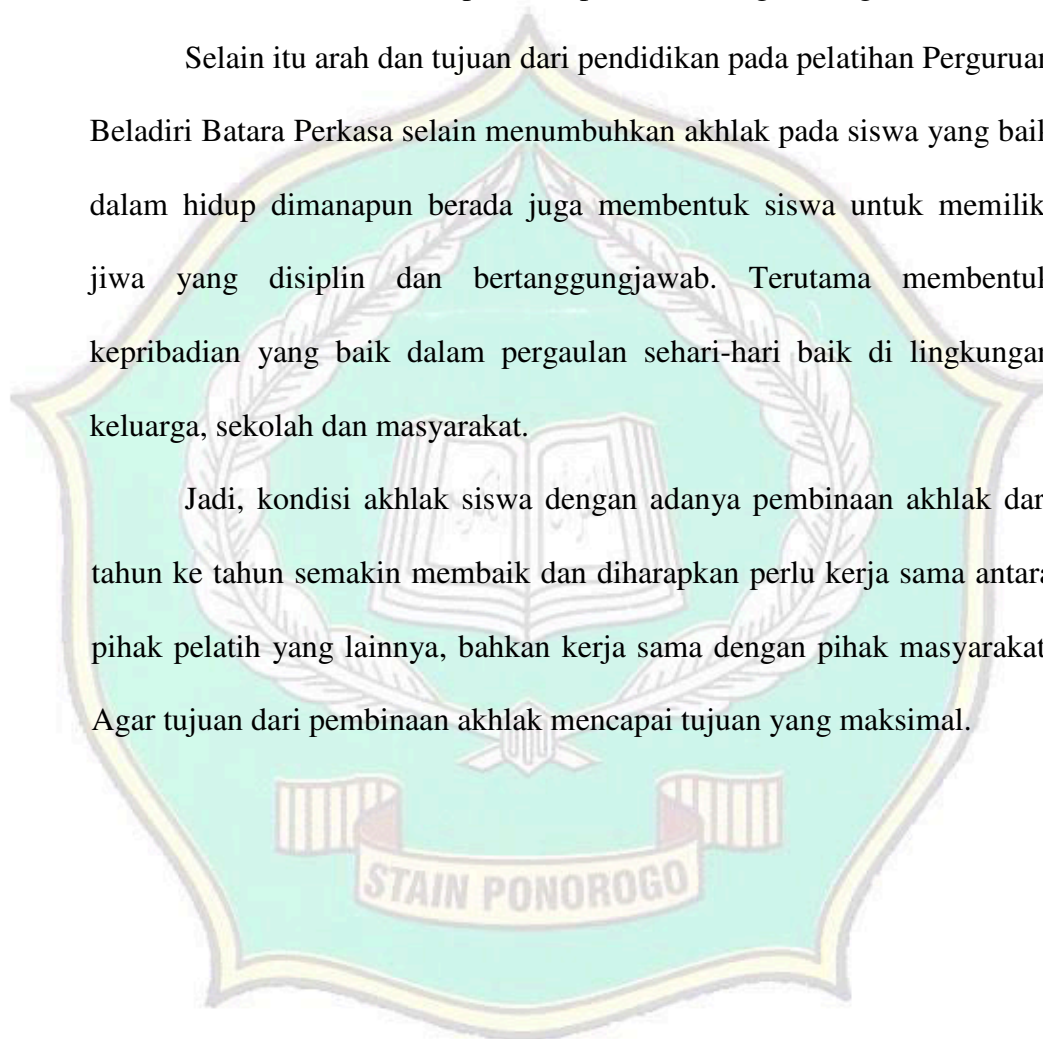 Selain itu arah dan tujuan dari pendidikan pada pelatihan Perguruan
Beladiri Batara Perkasa selain menumbuhkan akhlak pada siswa yang baik
dalam hidup dimanapun berada juga membentuk siswa untuk memilik
jiwa yang disiplin dan bertanggungjawab. Terutama membentuk
kepribadian yang baik dalam pergaulan sehari-hari baik di lingkungan
keluarga, sekolah dan masyarakat.
Jadi, kondisi akhlak siswa dengan adanya pembinaan akhlak dar
tahun ke tahun semakin membaik dan diharapkan perlu kerja sama antara
pihak pelatih yang lainnya, bahkan kerja sama dengan pihak masyarakat
Agar tujuan dari pembinaan akhlak mencapai tujuan yang maksimal.
STAIN PONOROGO